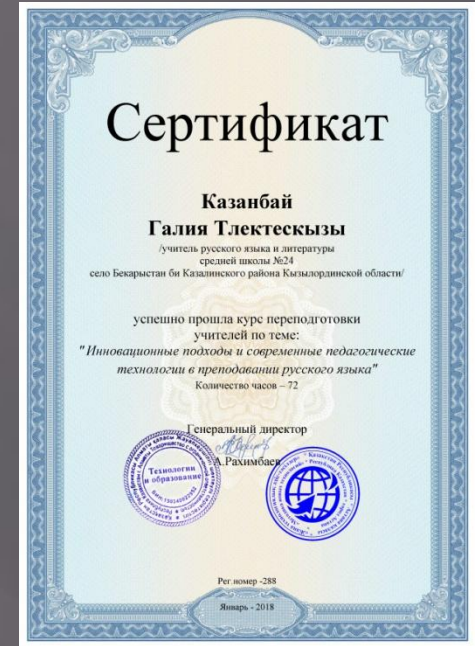 Сертификат
Казанбай
Галия Тлектескызы
/учитель русского языка и литературы
средней школы №24
село Бекарыстан би Казалинского района Кызылординской области/
успешно прошла курс переподготовки
учителей по теме:
"Инновационные подходы и современные педагогические
технологии в преподавании русского языка"
Количество часов – 72
Генеральный директор
А.Рахимбаев
Технологии
и образование
Рег.номер -288
Январь - 2018